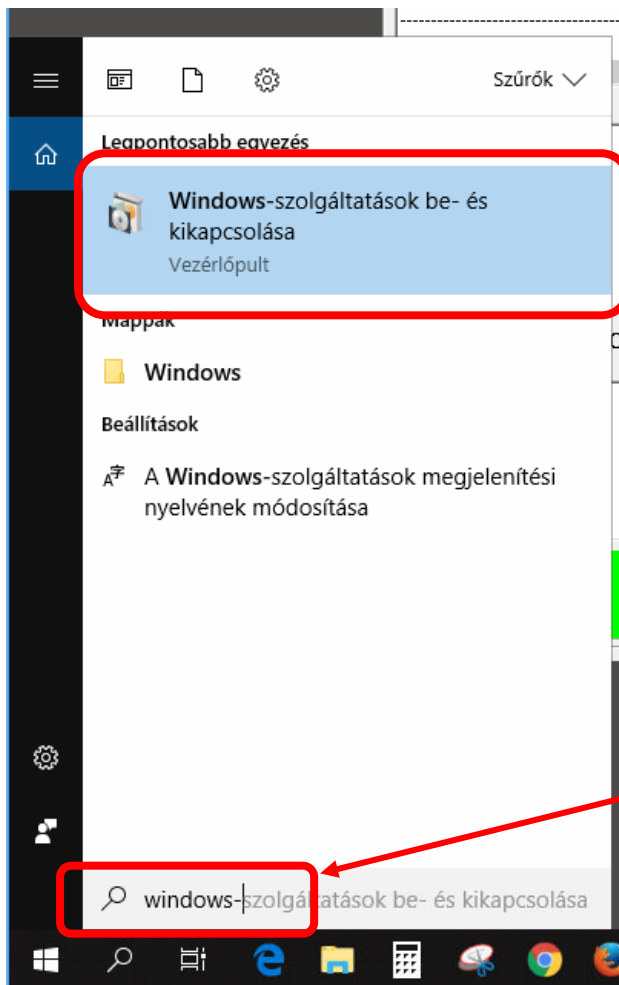 Szűrők
Legpontosabb egyezés
Windows-szolgáltatások be- és
kikapcsolása
Vezérlőpult
Mappák
Windows
Beállítások
A Windows-szolgáltatások megjelenítési
nyelvének módosítása
windows-szolgáltatások be- és kikapcsolása